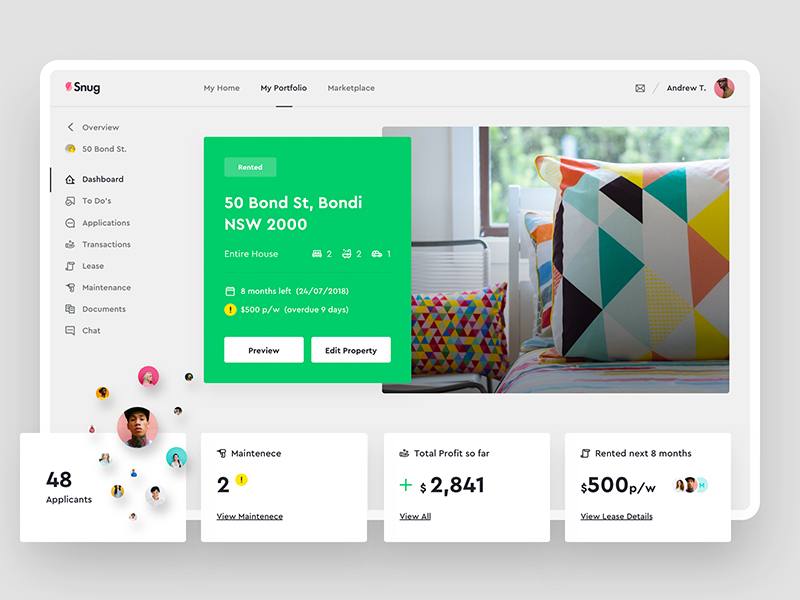 Snug
My Home
My Portfolio
Marketplace
Andrew T.
Overview
50 Bond St.
Dashboard
To Do's
Applications
Transactions
Lease
Maintenance
Documents
Chat
Rented
50 Bond St, Bondi
NSW 2000
Entire House 2 2 1
8 months left (24/07/2018)
! $500 p/w (overdue 9 days)
Preview
Edit Property
48
Applicants
Maintenece
2 !
View Maintenece
Total Profit so far
+ $ 2,841
View All
Rented next 8 months
$500p/w M
View Lease Details